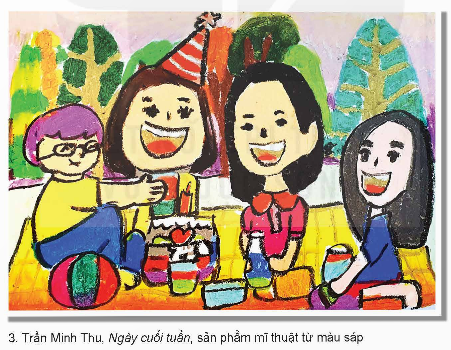 3. Trần Minh Thu, Ngày cuối tuần, sản phẩm mĩ thuật từ màu sáp